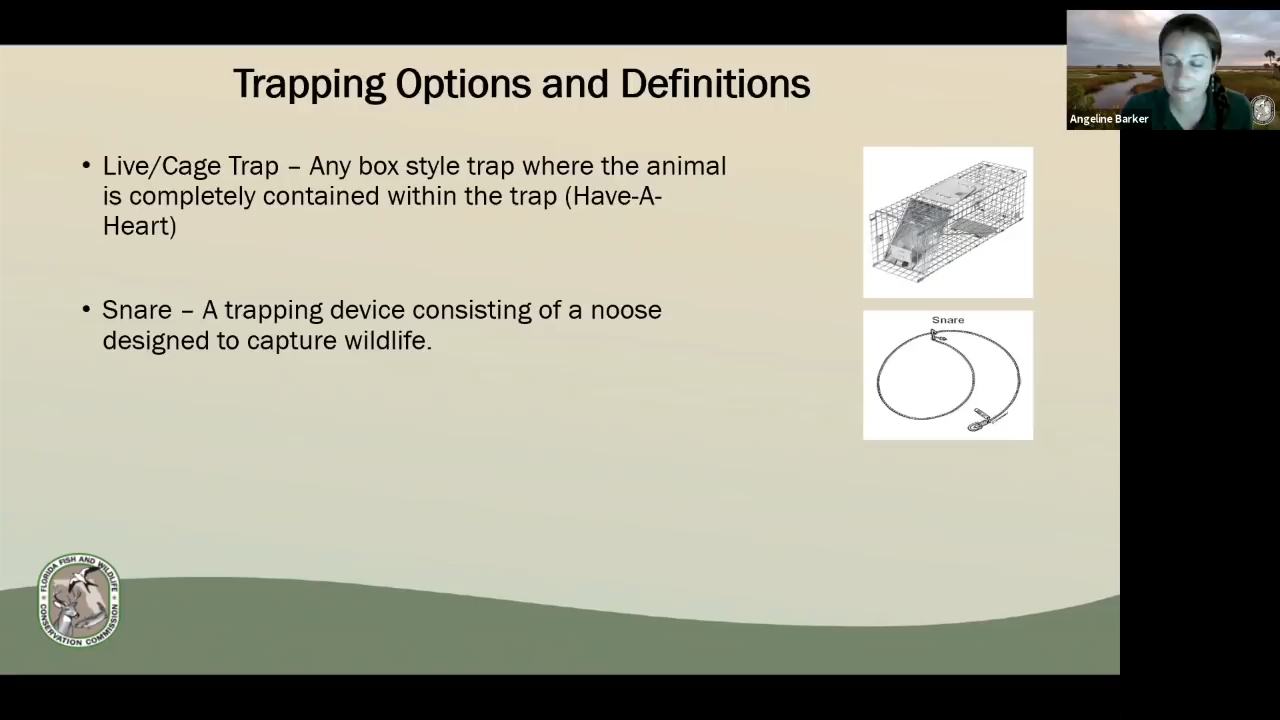 Trapping Options and Definitions
Angeline Barker
• Live/Cage Trap – Any box style trap where the animal
is completely contained within the trap (Have-A-
Heart)
Snare
• Snare – A trapping device consisting of a noose
designed to capture wildlife.
FLORIDA FISH AND WILDLIFE
CONSERVATION COMMISSION